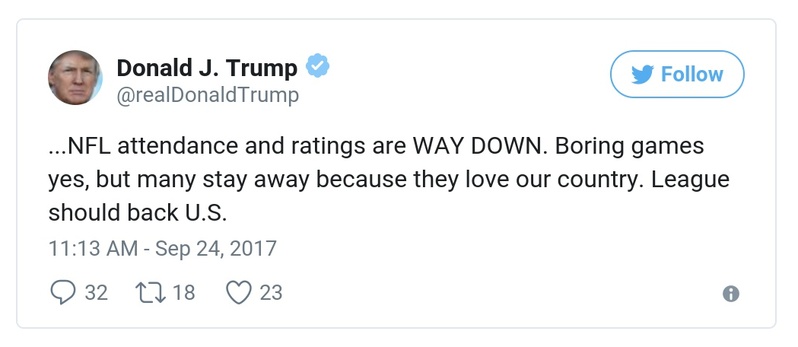 Donald J. Trump
Follow
@realDonaldTrump
...NFL attendance and ratings are WAY DOWN. Boring games
yes, but many stay away because they love our country. League
should back U.S.
11:13 AM - Sep 24, 2017
32 18 23